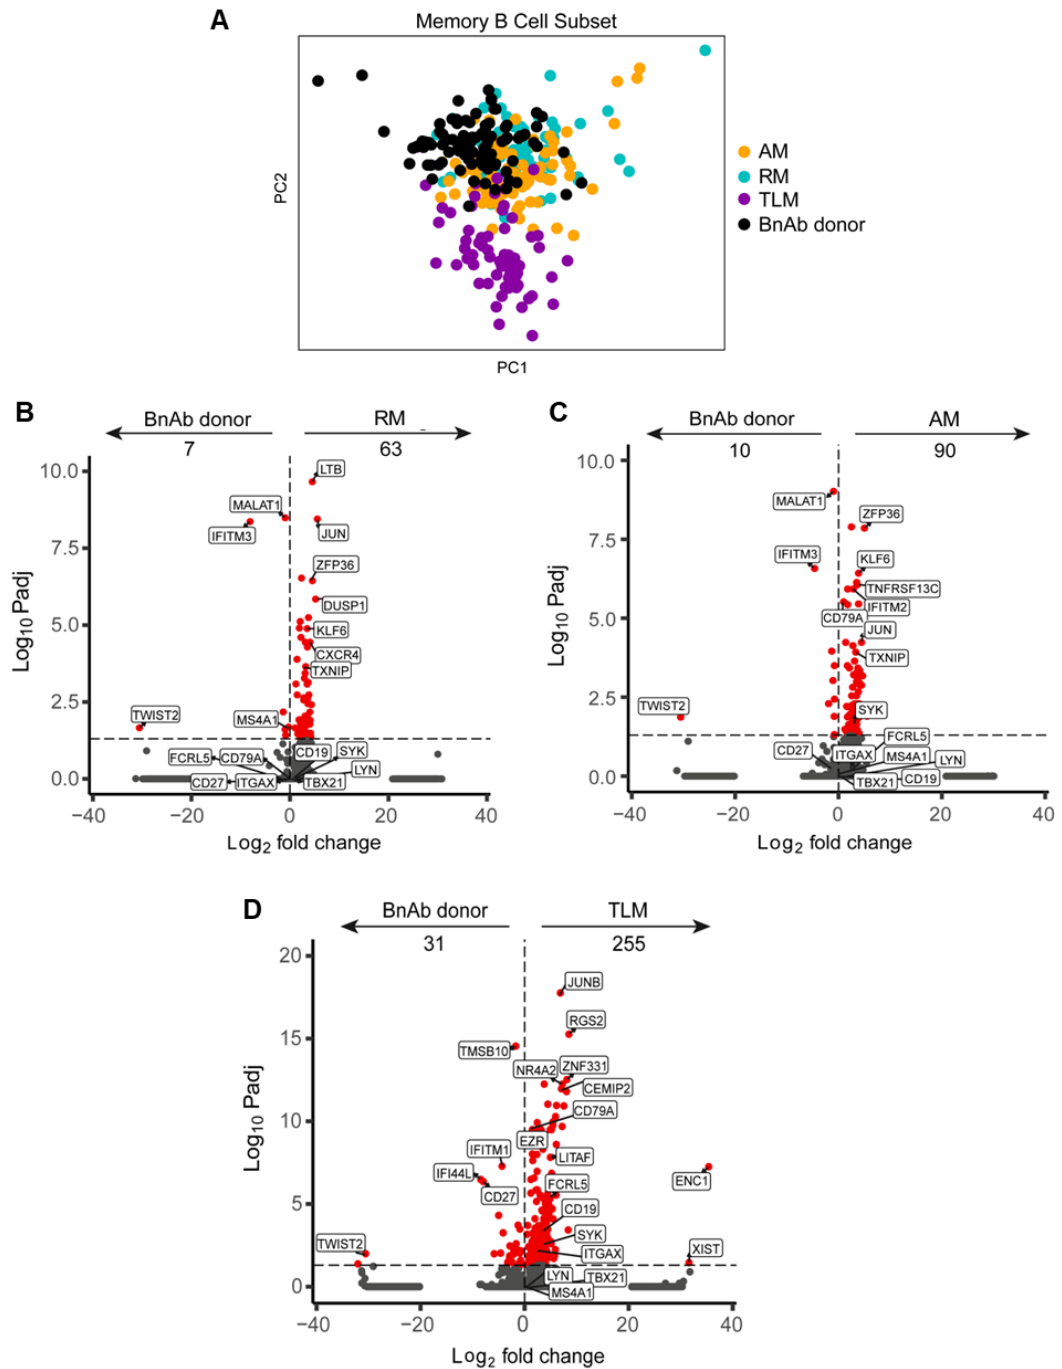 A
Memory B Cell Subset
PC2
PC1
AM
RM
TLM
BnAb donor
B
BnAb donor
RM
7
63
Log10 Padj
10.0
7.5
5.0
2.5
0.0
LTB
MALAT1
IFITM3
JUN
ZFP36
DUSP1
KLF6
CXCR4
TXNIP
TWIST2
MS4A1
FCRL5
CD79A
CD19
SYK
LYN
CD27
ITGAX
TBX21
−40
−20
0
20
40
Log2 fold change
C
BnAb donor
AM
10
90
Log10 Padj
10.0
7.5
5.0
2.5
0.0
MALAT1
ZFP36
IFITM3
KLF6
TNFRSF13C
IFITM2
CD79A
JUN
TXNIP
TWIST2
SYK
FCRL5
CD27
ITGAX
MS4A1
LYN
TBX21
CD19
−40
−20
0
20
40
Log2 fold change
D
BnAb donor
TLM
31
255
Log10 Padj
20
15
10
5
0
JUNB
RGS2
TMSB10
NR4A2
ZNF331
CEMIP2
CD79A
EZR
IFITM1
LITAF
IFI44L
CD27
FCRL5
ENC1
CD19
SYK
TWIST2
ITGAX
XIST
LYN
TBX21
MS4A1
−40
−20
0
20
40
Log2 fold change